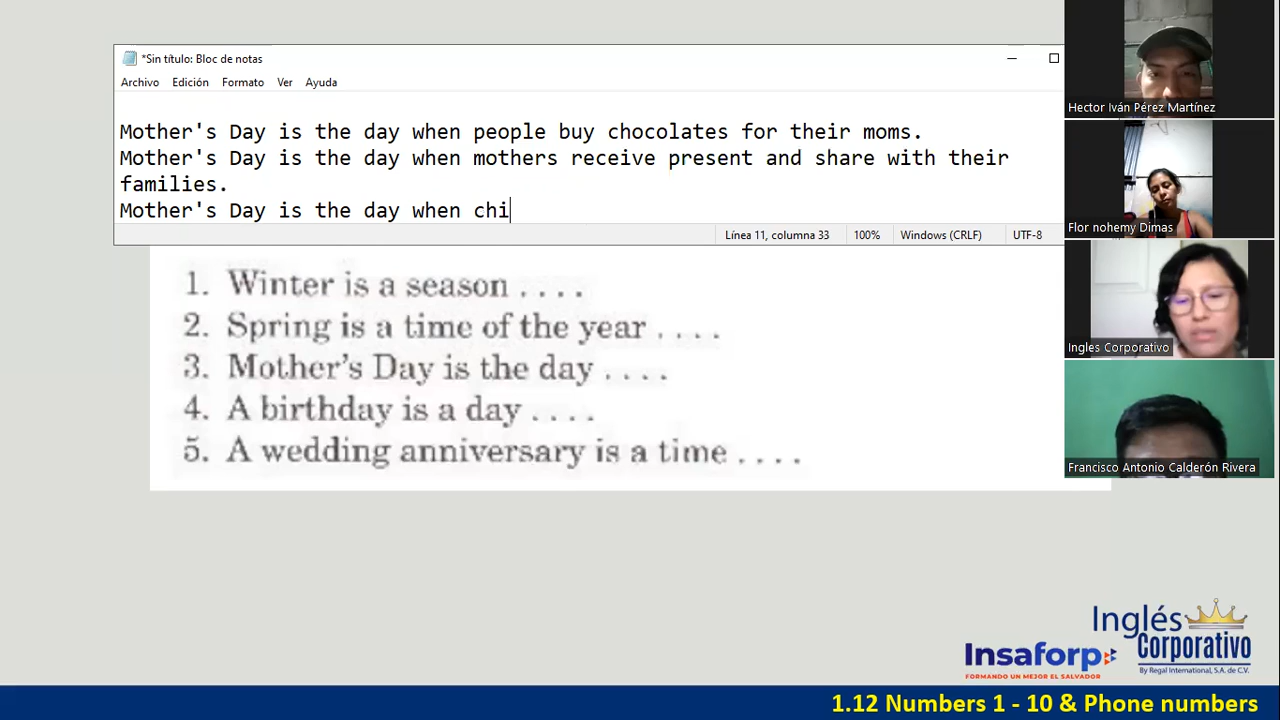 *Sin título: Bloc de notas
Archivo Edición Formato Ver Ayuda
Mother's Day is the day when people buy chocolates for their moms.
Mother's Day is the day when mothers receive present and share with their
families.
Mother's Day is the day when chi
Línea 11, columna 33 100% Windows (CRLF) UTF-8
1. Winter is a season . . . .
2. Spring is a time of the year . . . .
3. Mother's Day is the day . . . .
4. A birthday is a day . . . .
5. A wedding anniversary is a time . . . .
Hector Iván Pérez Martínez
Flor nohemy Dimas
Ingles Corporativo
Francisco Antonio Calderón Rivera
Insaforp
FORMANDO UN MEJOR EL SALVADOR
Inglés
Corporativo
By Regal International, S.A. de C.V.
1.12 Numbers 1 - 10 & Phone numbers